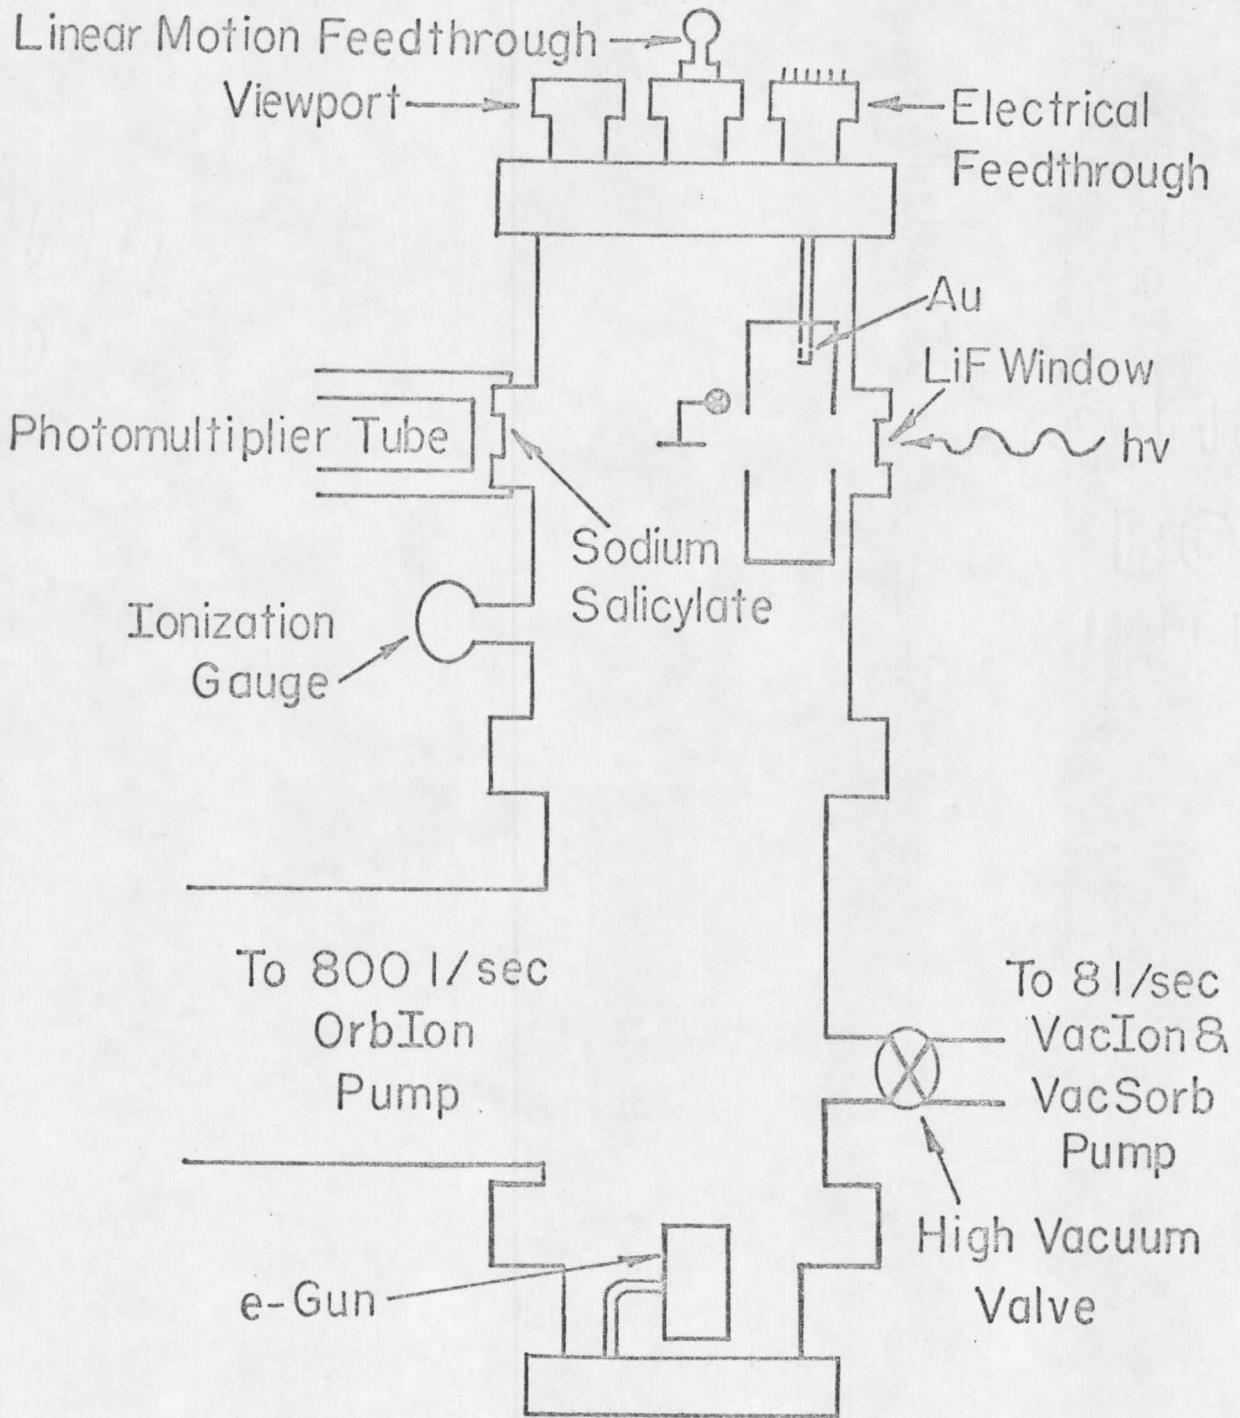 Linear Motion Feedthrough
Viewport
Electrical
Feedthrough
Au
LiF Window
Photomultiplier Tube
hν
Sodium
Salicylate
Ionization
Gauge
To 800 l/sec
OrbIon
Pump
To 8 l/sec
VacIon &
VacSorb
Pump
High Vacuum
Valve
e-Gun